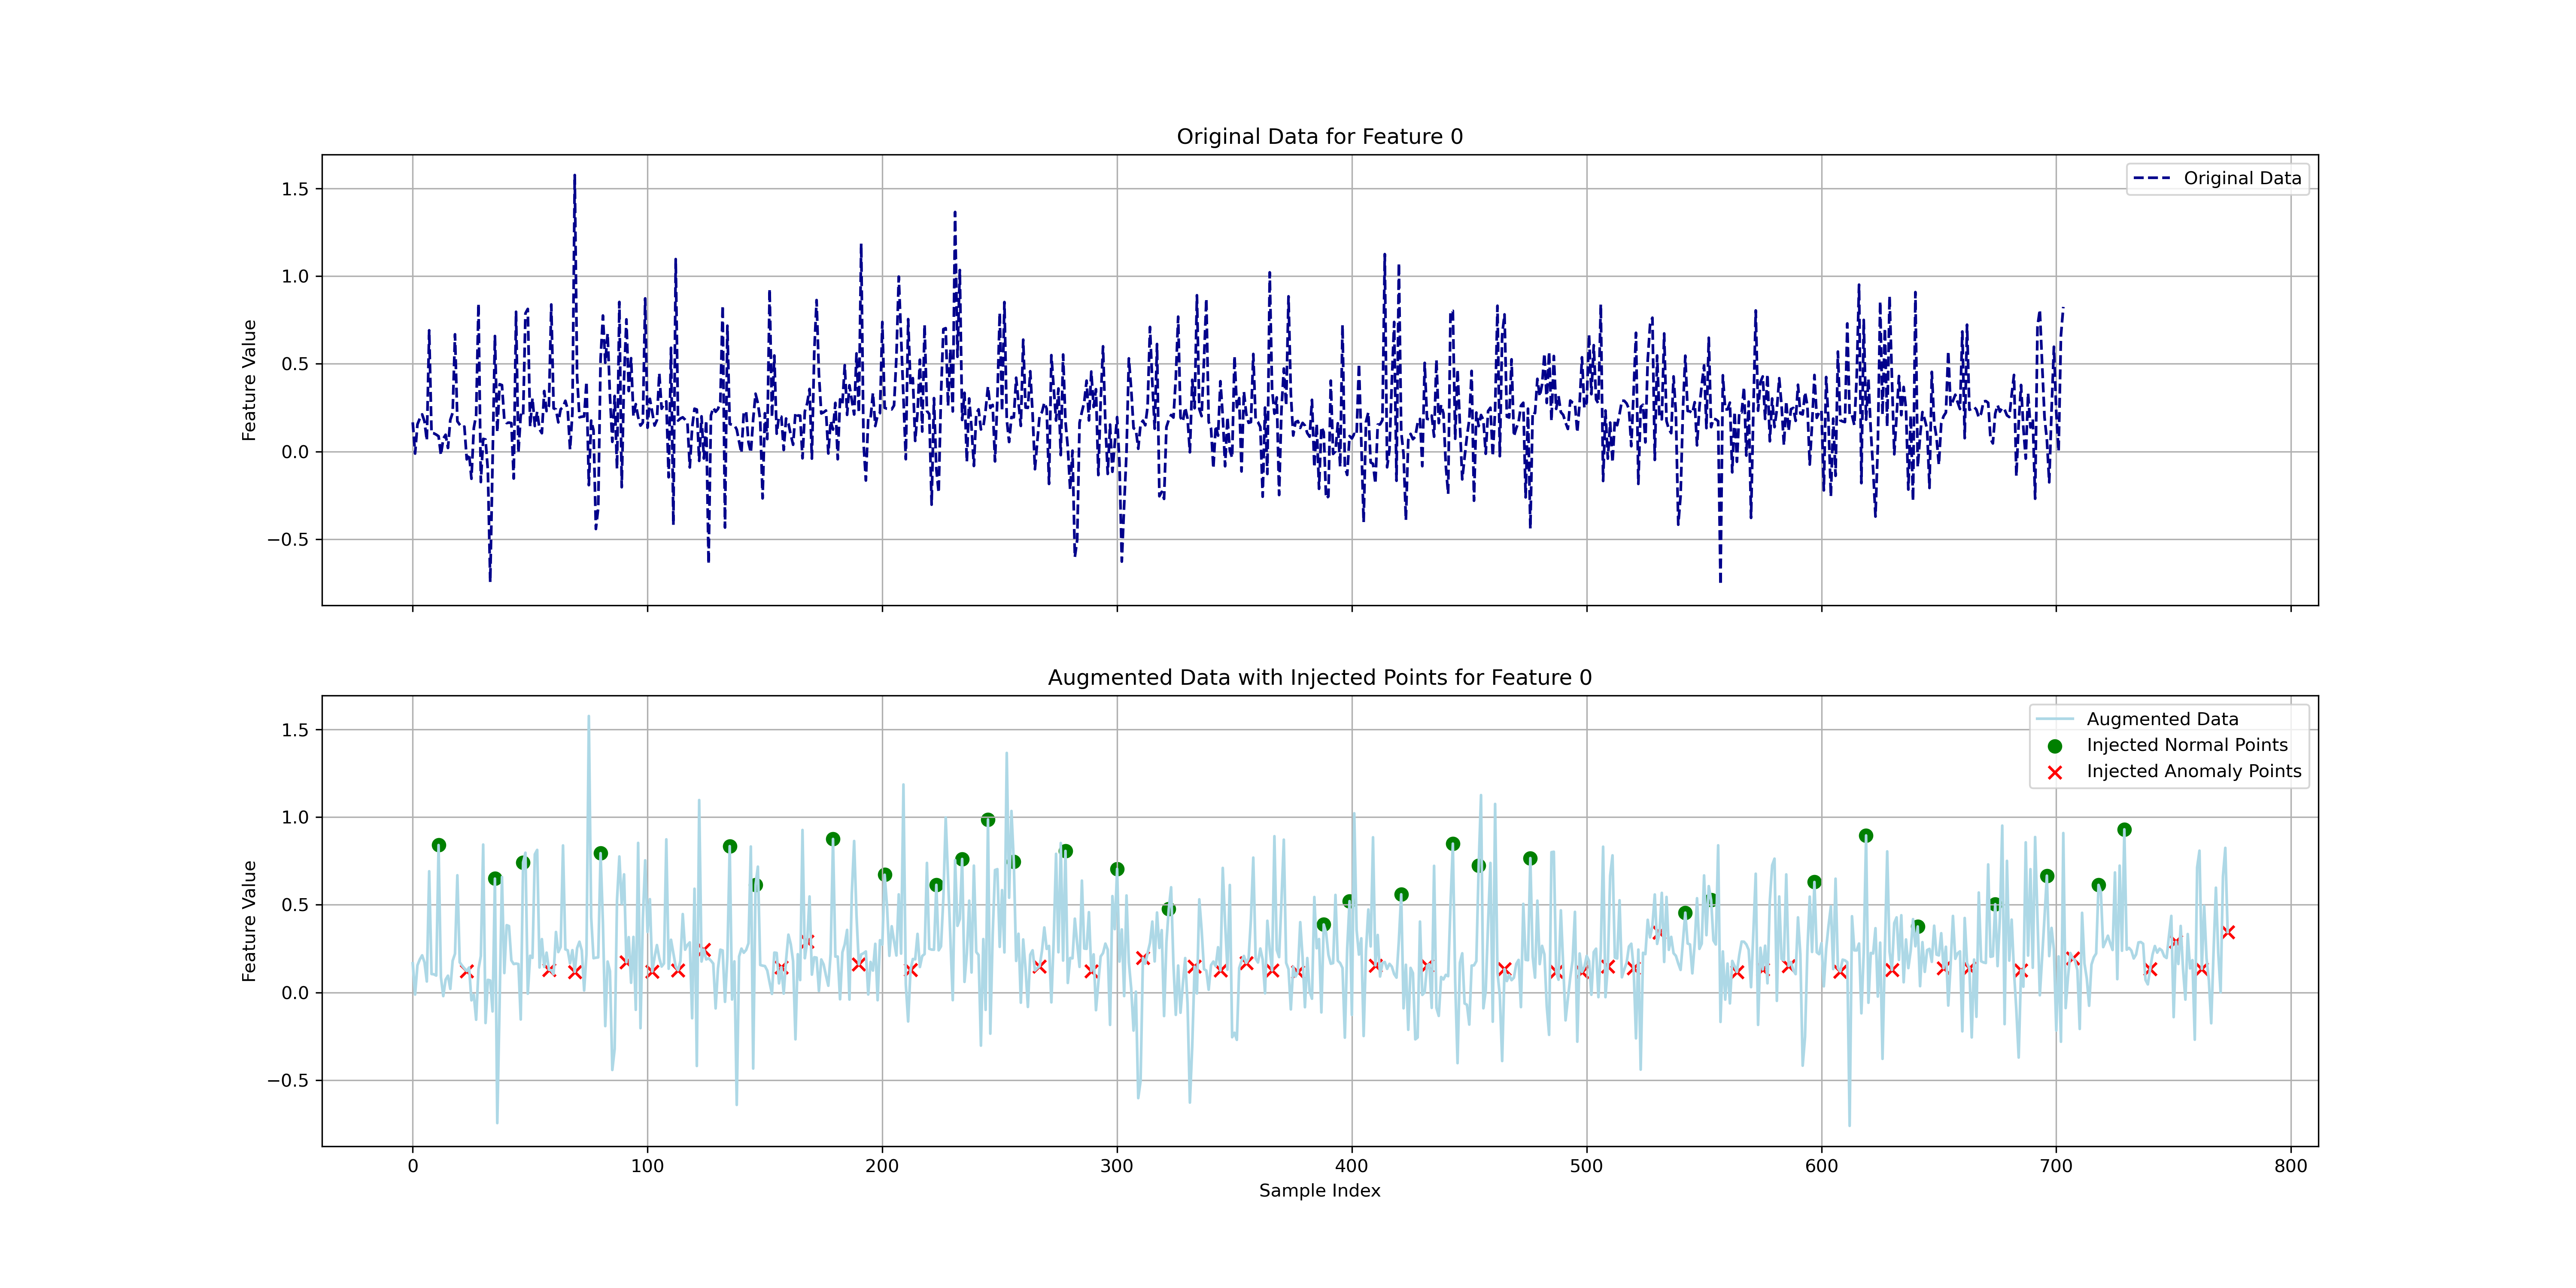 Original Data for Feature 0
Original Data
Feature Value
1.5
1.0
0.5
0.0
−0.5
Augmented Data with Injected Points for Feature 0
Augmented Data
Injected Normal Points
Injected Anomaly Points
Feature Value
1.5
1.0
0.5
0.0
−0.5
0 100 200 300 400 500 600 700 800
Sample Index